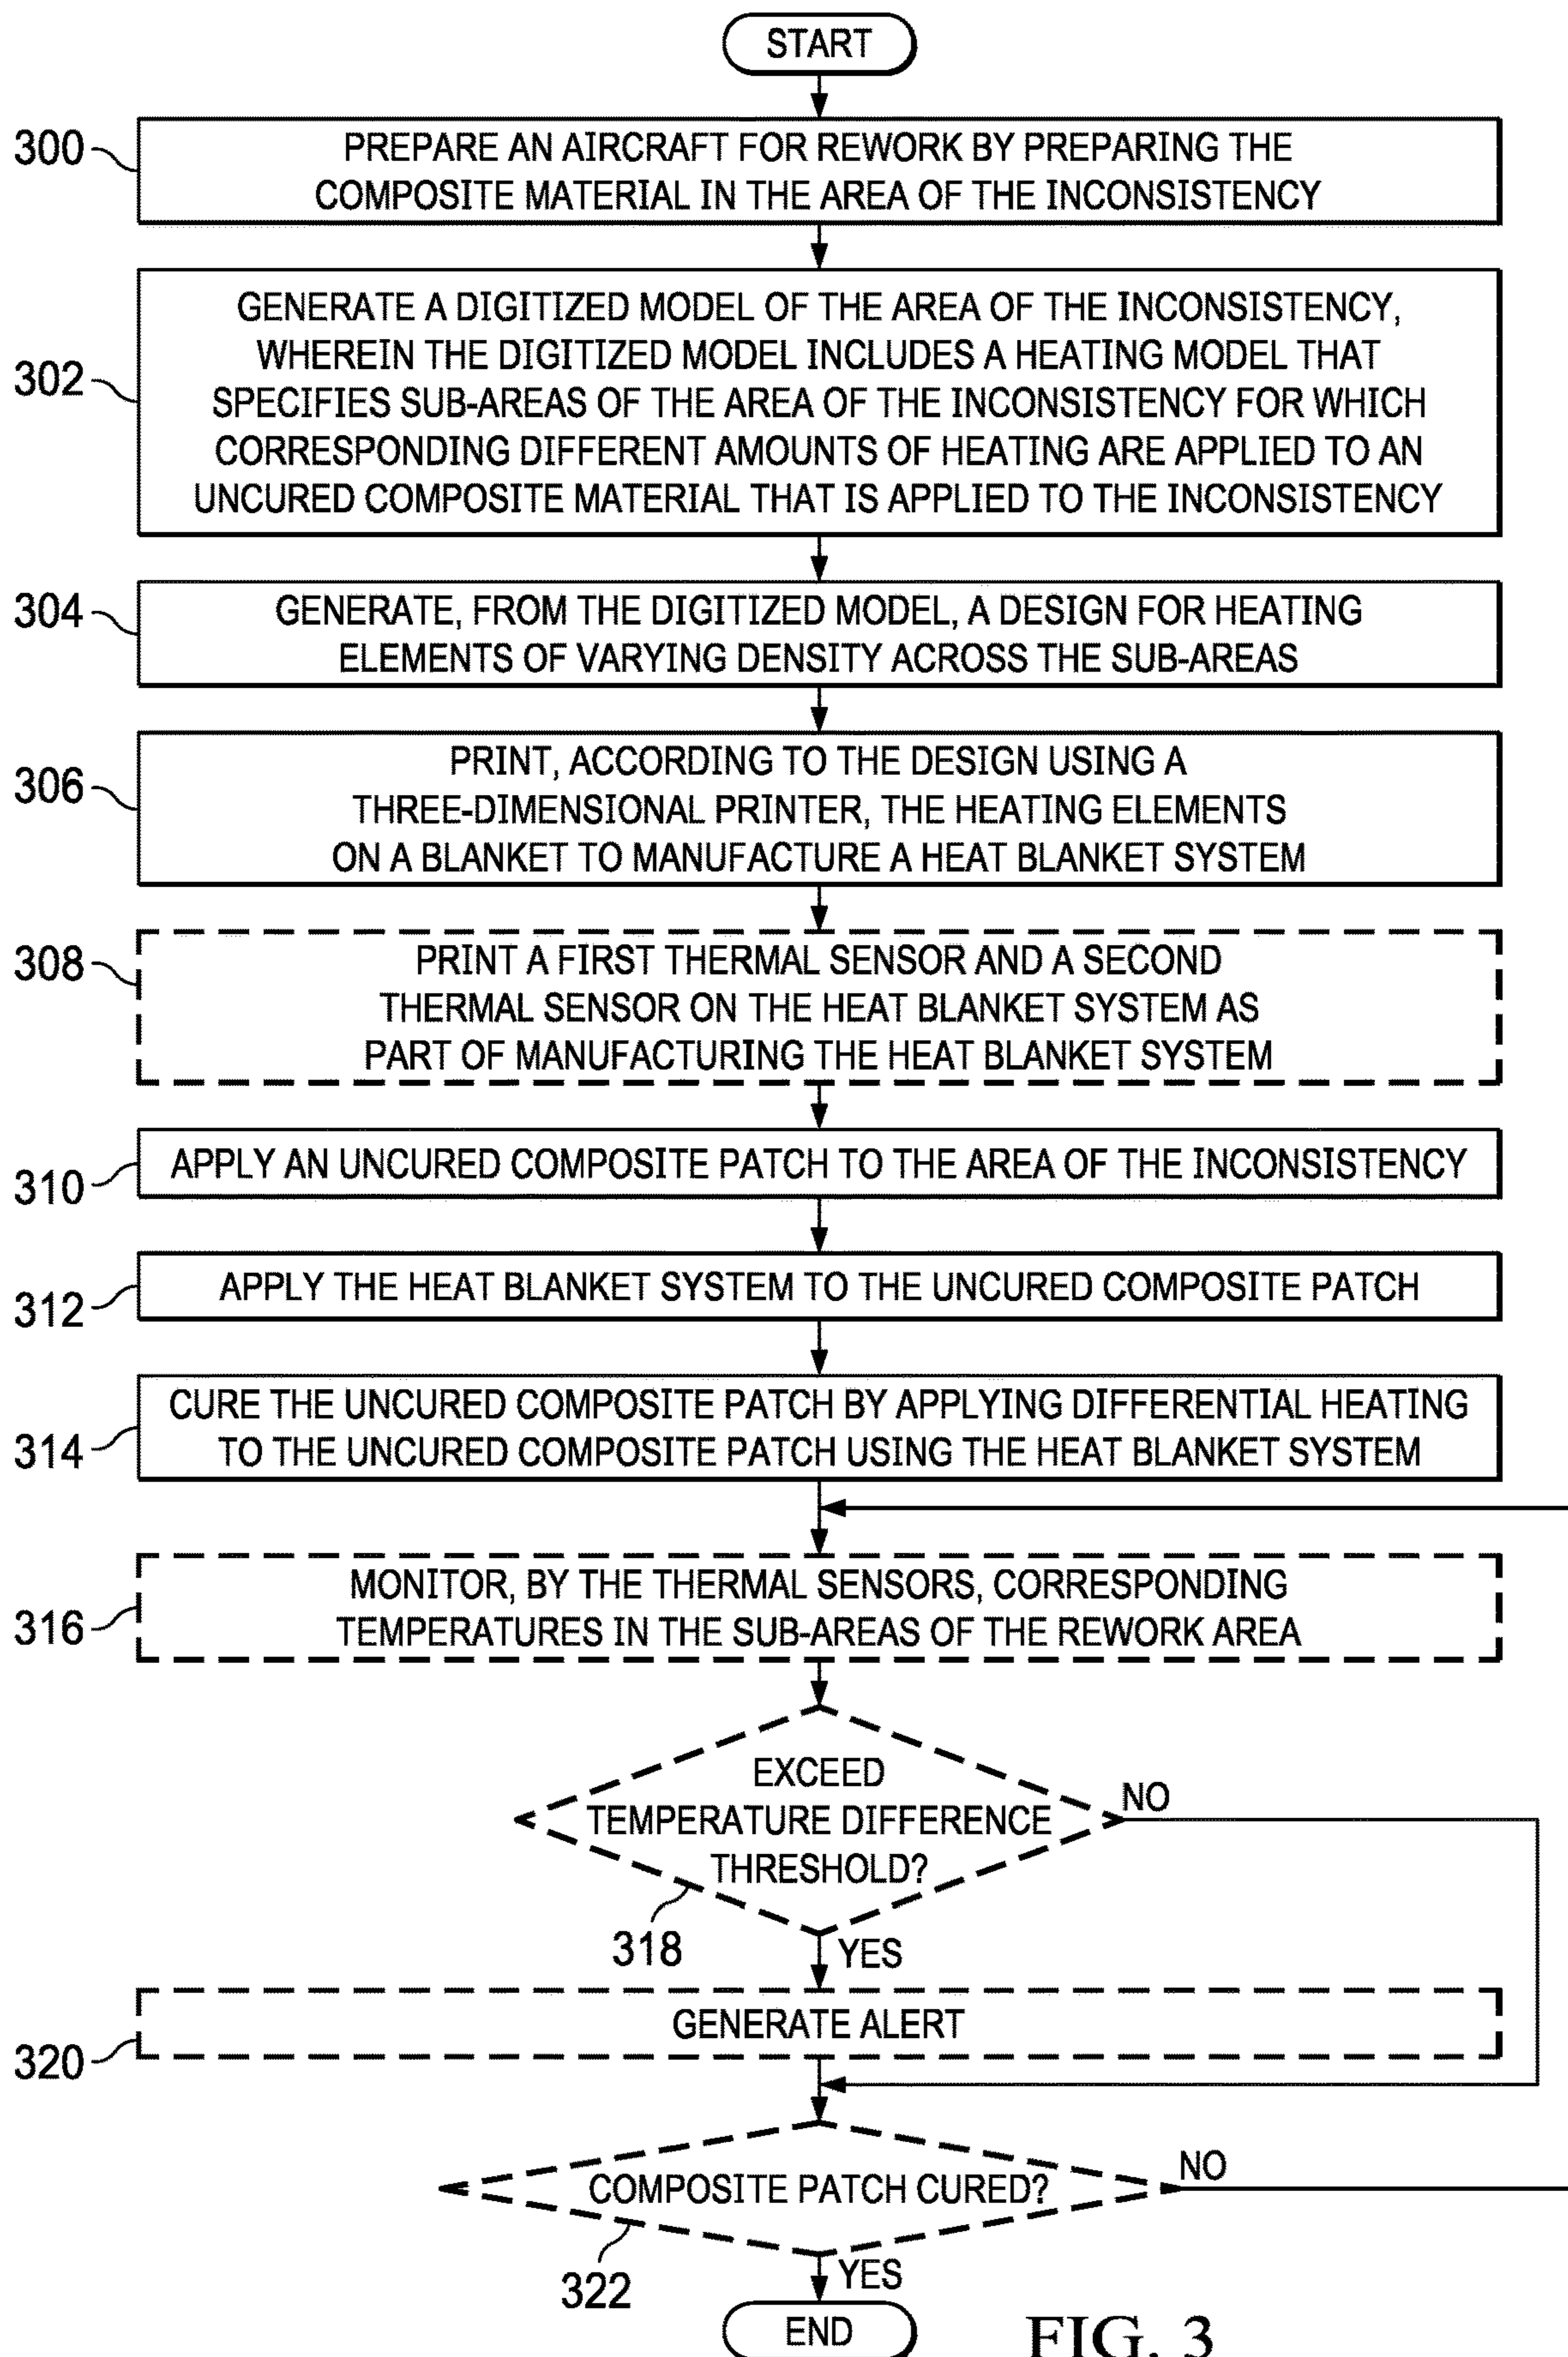 START
300
PREPARE AN AIRCRAFT FOR REWORK BY PREPARING THE
COMPOSITE MATERIAL IN THE AREA OF THE INCONSISTENCY
302
GENERATE A DIGITIZED MODEL OF THE AREA OF THE INCONSISTENCY,
WHEREIN THE DIGITIZED MODEL INCLUDES A HEATING MODEL THAT
SPECIFIES SUB-AREAS OF THE AREA OF THE INCONSISTENCY FOR WHICH
CORRESPONDING DIFFERENT AMOUNTS OF HEATING ARE APPLIED TO AN
UNCURED COMPOSITE MATERIAL THAT IS APPLIED TO THE INCONSISTENCY
304
GENERATE, FROM THE DIGITIZED MODEL, A DESIGN FOR HEATING
ELEMENTS OF VARYING DENSITY ACROSS THE SUB-AREAS
306
PRINT, ACCORDING TO THE DESIGN USING A
THREE-DIMENSIONAL PRINTER, THE HEATING ELEMENTS
ON A BLANKET TO MANUFACTURE A HEAT BLANKET SYSTEM
308
PRINT A FIRST THERMAL SENSOR AND A SECOND
THERMAL SENSOR ON THE HEAT BLANKET SYSTEM AS
PART OF MANUFACTURING THE HEAT BLANKET SYSTEM
310
APPLY AN UNCURED COMPOSITE PATCH TO THE AREA OF THE INCONSISTENCY
312
APPLY THE HEAT BLANKET SYSTEM TO THE UNCURED COMPOSITE PATCH
314
CURE THE UNCURED COMPOSITE PATCH BY APPLYING DIFFERENTIAL HEATING
TO THE UNCURED COMPOSITE PATCH USING THE HEAT BLANKET SYSTEM
316
MONITOR, BY THE THERMAL SENSORS, CORRESPONDING
TEMPERATURES IN THE SUB-AREAS OF THE REWORK AREA
EXCEED
TEMPERATURE DIFFERENCE
THRESHOLD?
NO
318
YES
320
GENERATE ALERT
COMPOSITE PATCH CURED?
NO
322
YES
END
FIG. 3